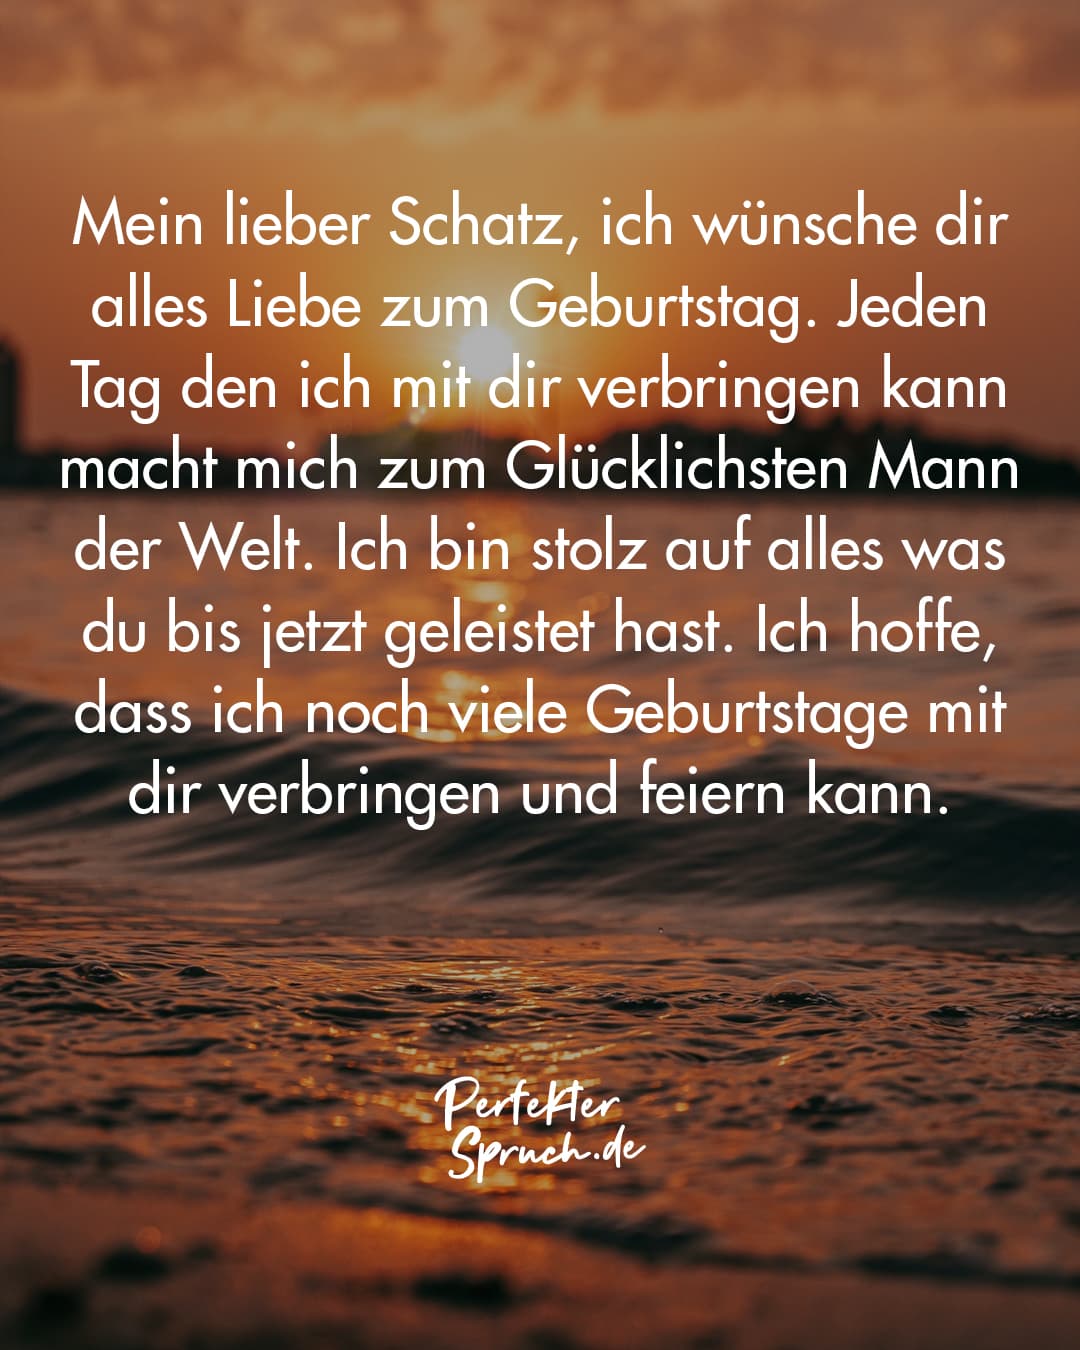 Mein lieber Schatz, ich wünsche dir
alles Liebe zum Geburtstag. Jeden
Tag den ich mit dir verbringen kann
macht mich zum Glücklichsten Mann
der Welt. Ich bin stolz auf alles was
du bis jetzt geleistet hast. Ich hoffe,
dass ich noch viele Geburtstage mit
dir verbringen und feiern kann.
Perfekter
Spruch.de